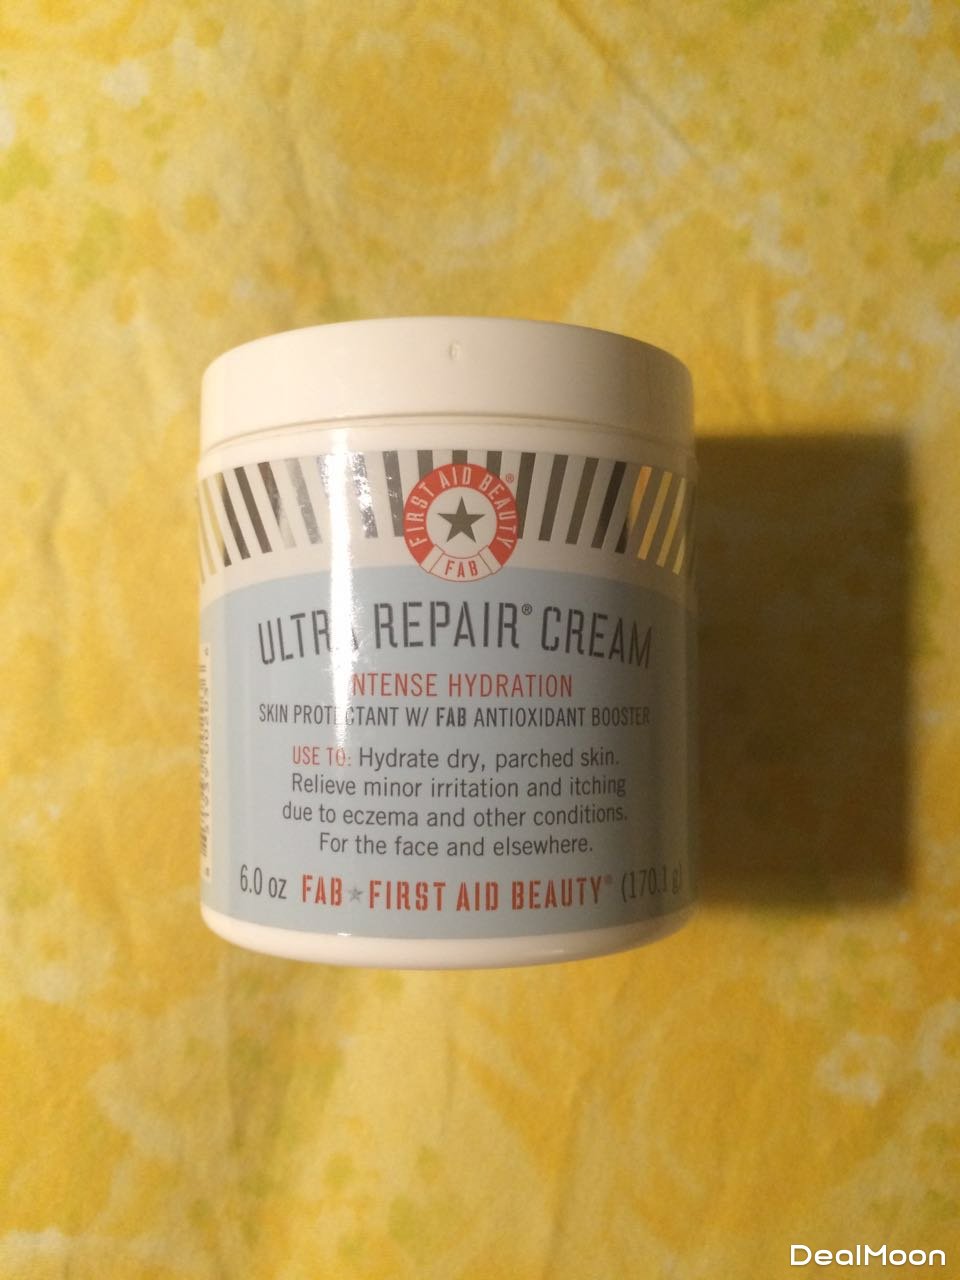 FIRST AID BEAUTY®
FAB
ULTRA REPAIR® CREAM
INTENSE HYDRATION
SKIN PROTECTANT W/ FAB ANTIOXIDANT BOOSTER
USE TO: Hydrate dry, parched skin.
Relieve minor irritation and itching
due to eczema and other conditions.
For the face and elsewhere.
6.0 oz FAB ★ FIRST AID BEAUTY® (170.1 g)
DealMoon